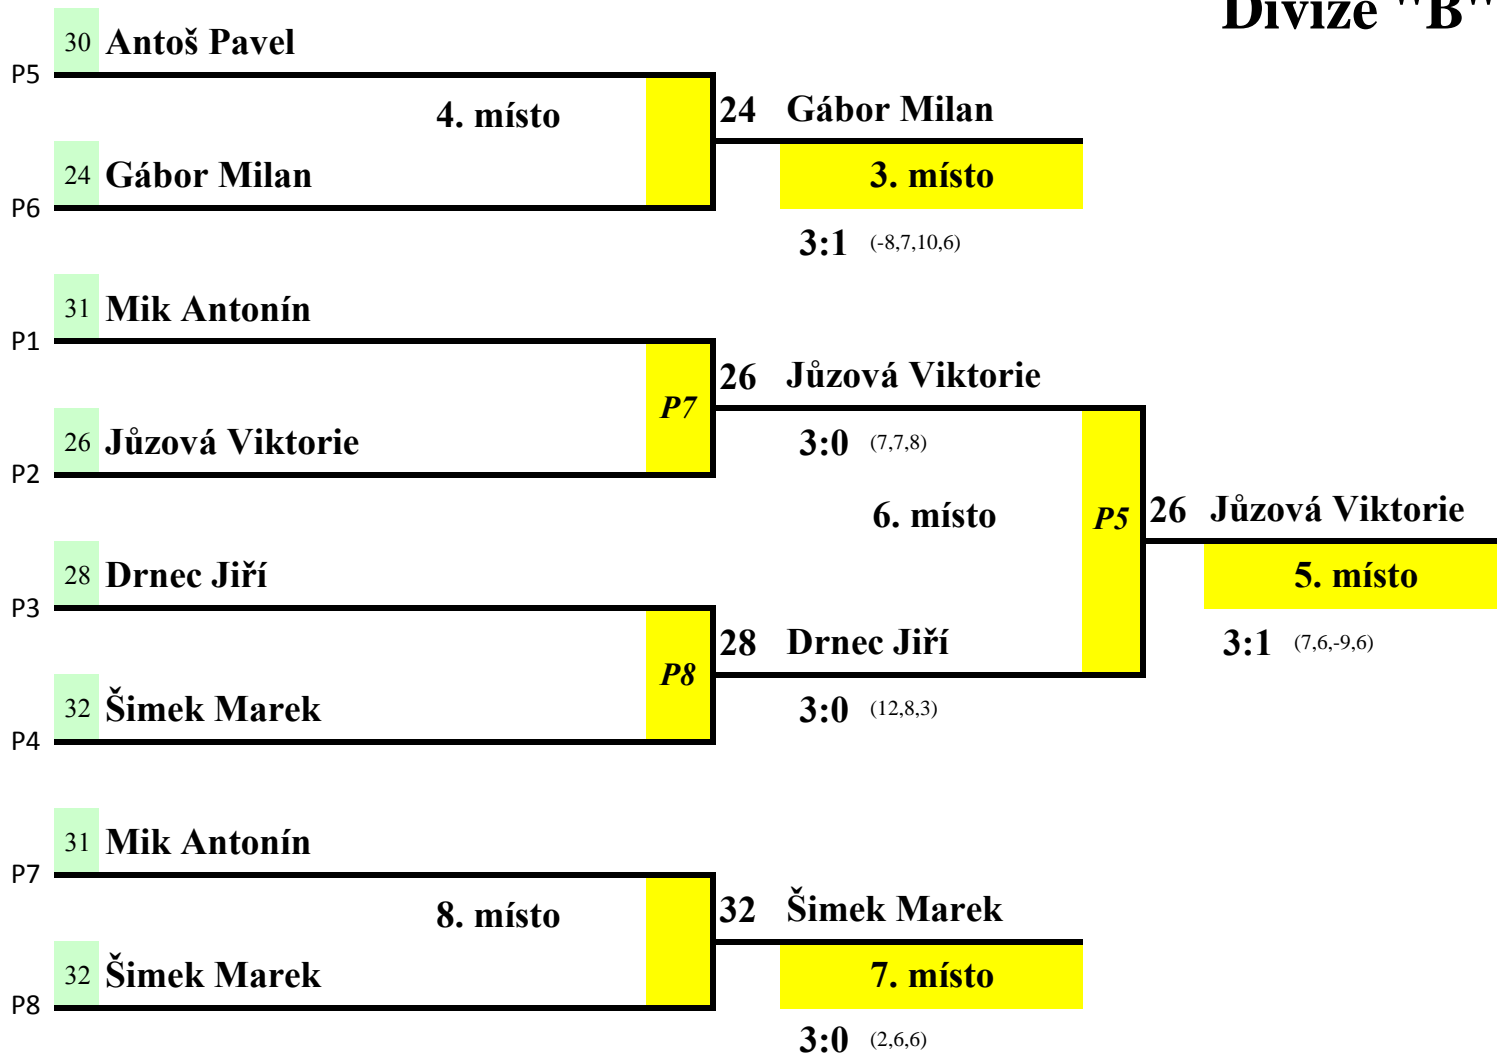 Divize "B"
30 Antoš Pavel
P5
4. místo
24 Gábor Milan
24 Gábor Milan
3. místo
P6
3:1 (-8,7,10,6)
31 Mik Antonín
P1
26 Jůzová Viktorie
P7
26 Jůzová Viktorie
3:0 (7,7,8)
P2
6. místo
P5
26 Jůzová Viktorie
28 Drnec Jiří
5. místo
P3
28 Drnec Jiří
3:1 (7,6,-9,6)
P8
32 Šimek Marek
3:0 (12,8,3)
P4
31 Mik Antonín
P7
8. místo
32 Šimek Marek
32 Šimek Marek
7. místo
P8
3:0 (2,6,6)